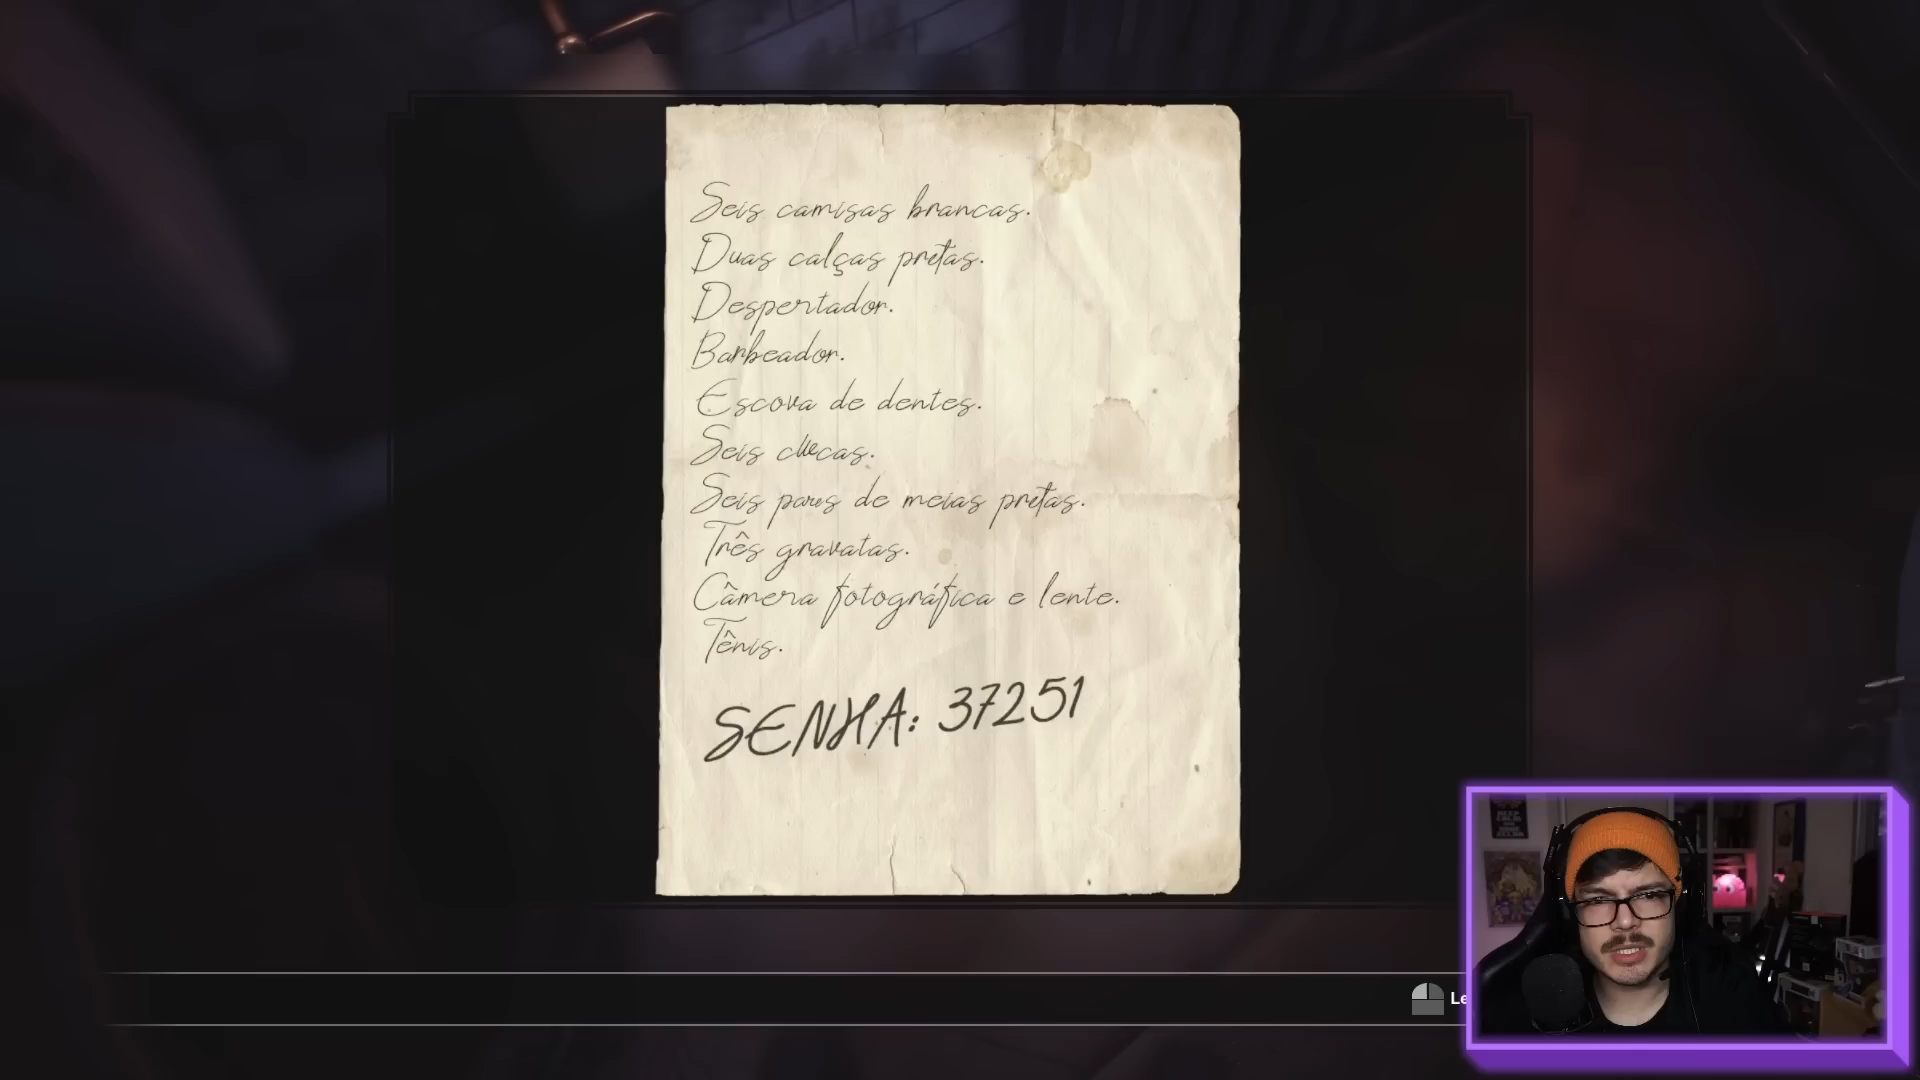 Seis camisas brancas.
Duas calças pretas.
Despertador.
Barbeador.
Escova de dentes.
Seis cuecas.
Seis pares de meias pretas.
Três gravatas.
Câmera fotográfica e lente.
Tênis.
SENHA: 37251
Le